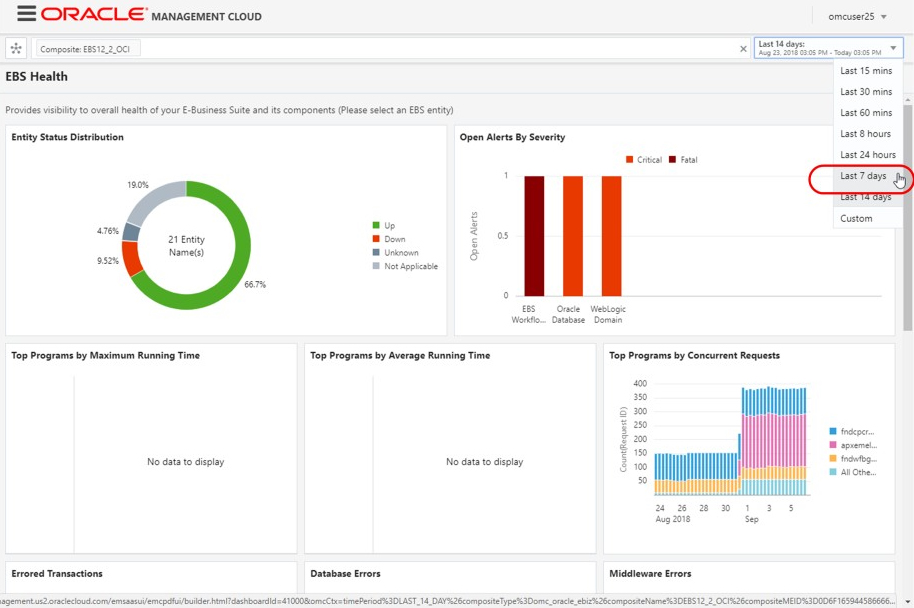 ORACLE® MANAGEMENT CLOUD
omcuser25
Composite: EBS12_2_OCI
Last 14 days:
Aug 23, 2018 03:05 PM - Today 03:05 PM
Last 15 mins
Last 30 mins
Last 60 mins
Last 8 hours
Last 24 hours
Last 7 days
Last 14 days
Custom
EBS Health
Provides visibility to overall health of your E-Business Suite and its components (Please select an EBS entity)
Entity Status Distribution
19.0%
4.76%
9.52%
66.7%
21 Entity
Name(s)
Up
Down
Unknown
Not Applicable
Open Alerts By Severity
Critical Fatal
Open Alerts
1
0.5
0
EBS
Workflo...
Oracle
Database
WebLogic
Domain
Top Programs by Maximum Running Time
No data to display
Top Programs by Average Running Time
No data to display
Top Programs by Concurrent Requests
Count(Request ID)
400
350
300
250
200
150
100
50
24 26 28 30 1 3 5
Aug 2018 Sep
fndcpcr...
apxemel...
fndwfbg...
All Othe...
Errored Transactions
Database Errors
Middleware Errors
nagement.us2.oraclecloud.com/emsaasui/emcpdfui/builder.html?dashboardId=41000&omcCtx=timePeriod%3DLAST_14_DAY%26compositeType%3Domc_oracle_ebiz%26compositeName%3DEBS12_2_OCI%26compositeMEID%3D0D6F165944586666...